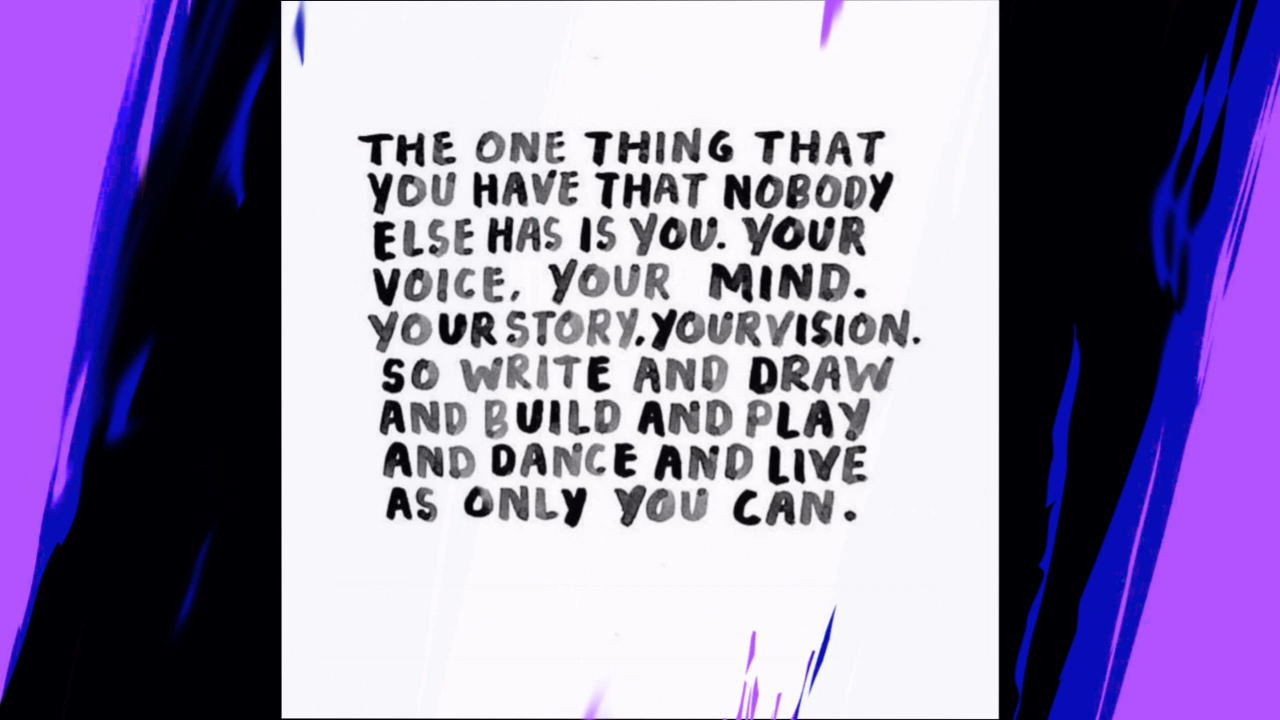 THE ONE THING THAT
YOU HAVE THAT NOBODY
ELSE HAS IS YOU. YOUR
VOICE, YOUR MIND.
YOUR STORY. YOUR VISION.
SO WRITE AND DRAW
AND BUILD AND PLAY
AND DANCE AND LIVE
AS ONLY YOU CAN.